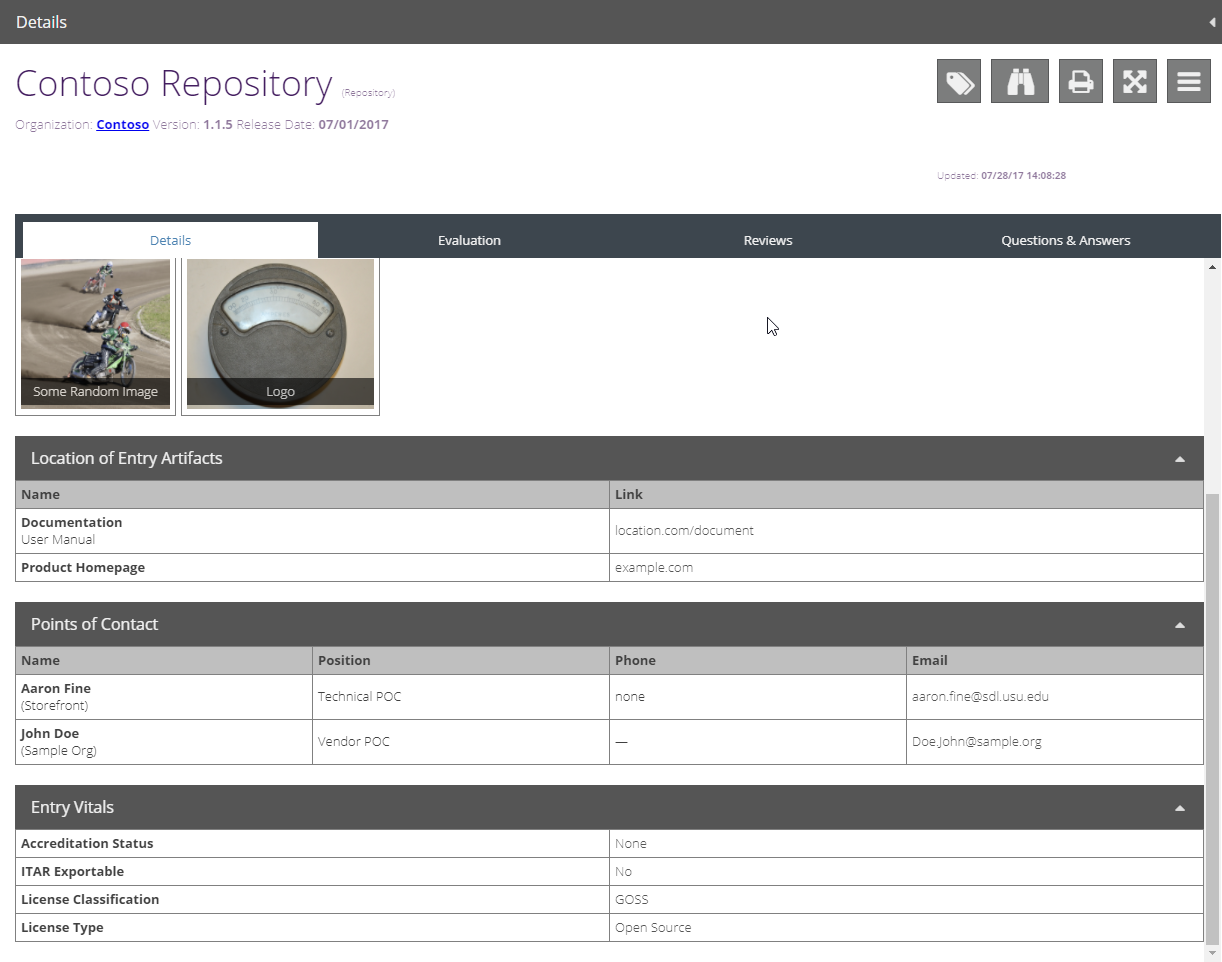 Details
Contoso Repository (Repository)
Organization: Contoso Version: 1.1.5 Release Date: 07/01/2017
Updated: 07/28/17 14:08:28
Details Evaluation Reviews Questions & Answers
Some Random Image Logo
Location of Entry Artifacts
Name Link
Documentation
User Manual
location.com/document
Product Homepage example.com
Points of Contact
Name Position Phone Email
Aaron Fine
(Storefront)
Technical POC none aaron.fine@sdl.usu.edu
John Doe
(Sample Org)
Vendor POC — Doe.John@sample.org
Entry Vitals
Accreditation Status None
ITAR Exportable No
License Classification GOSS
License Type Open Source